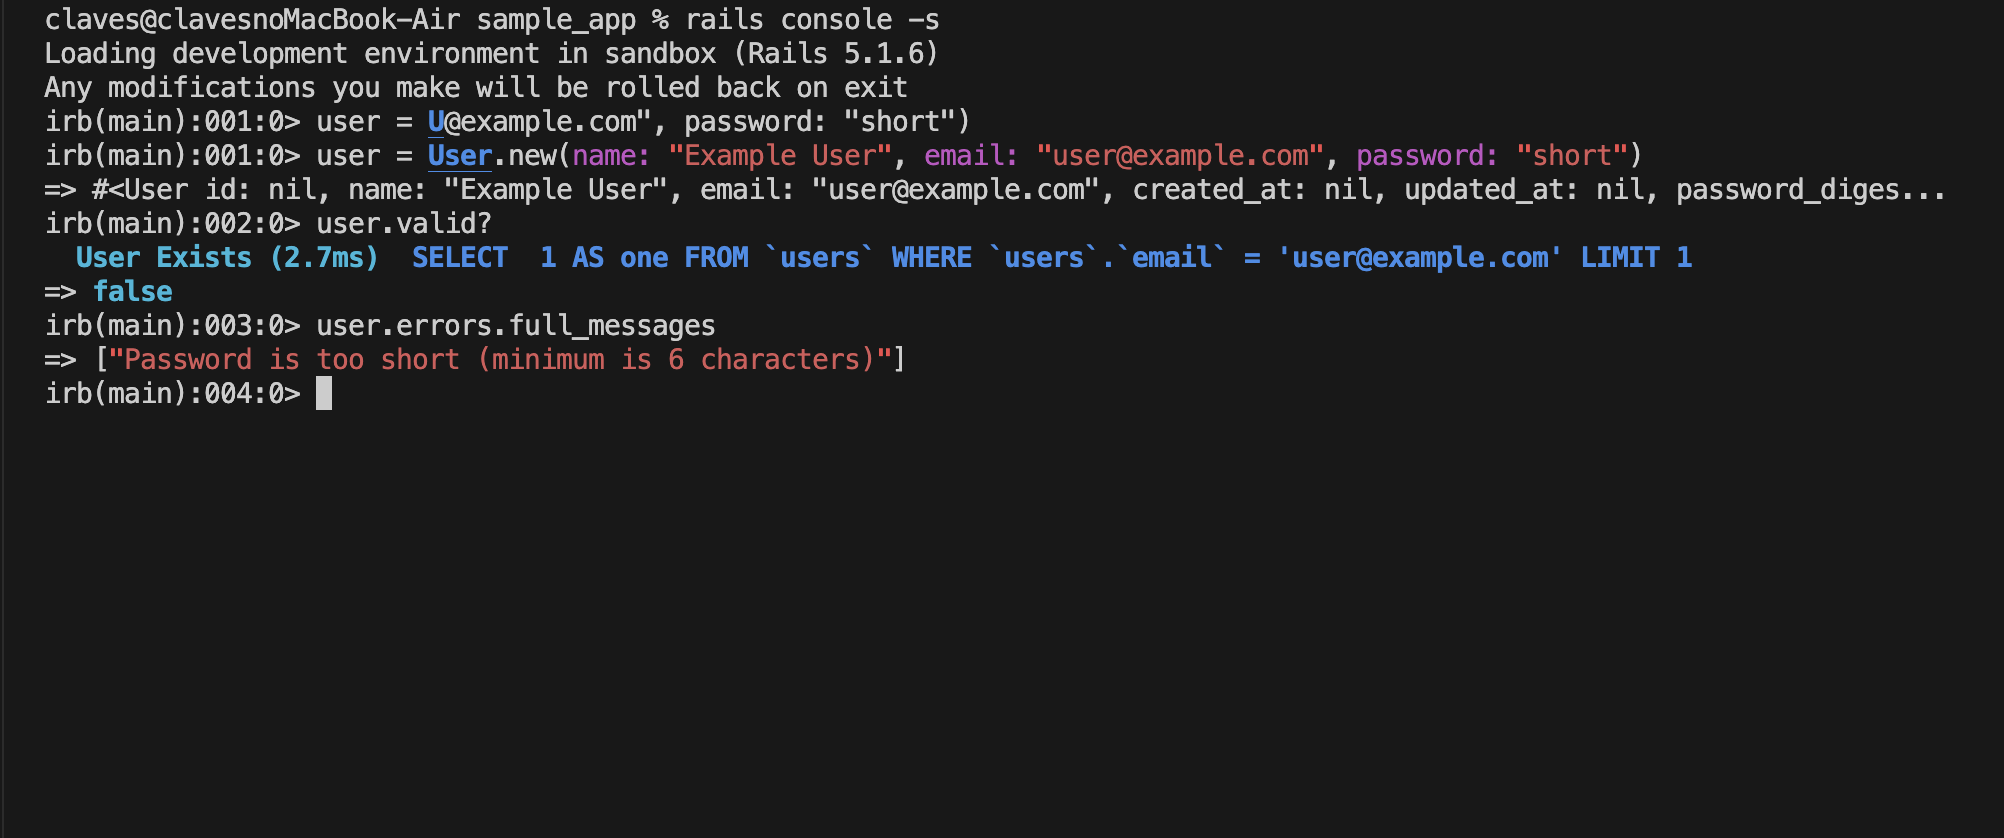 claves@clavesnoMacBook-Air sample_app % rails console -s
Loading development environment in sandbox (Rails 5.1.6)
Any modifications you make will be rolled back on exit
irb(main):001:0> user = U@example.com", password: "short")
irb(main):001:0> user = User.new(name: "Example User", email: "user@example.com", password: "short")
=> #<User id: nil, name: "Example User", email: "user@example.com", created_at: nil, updated_at: nil, password_diges...
irb(main):002:0> user.valid?
  User Exists (2.7ms)  SELECT  1 AS one FROM `users` WHERE `users`.`email` = 'user@example.com' LIMIT 1
=> false
irb(main):003:0> user.errors.full_messages
=> ["Password is too short (minimum is 6 characters)"]
irb(main):004:0>